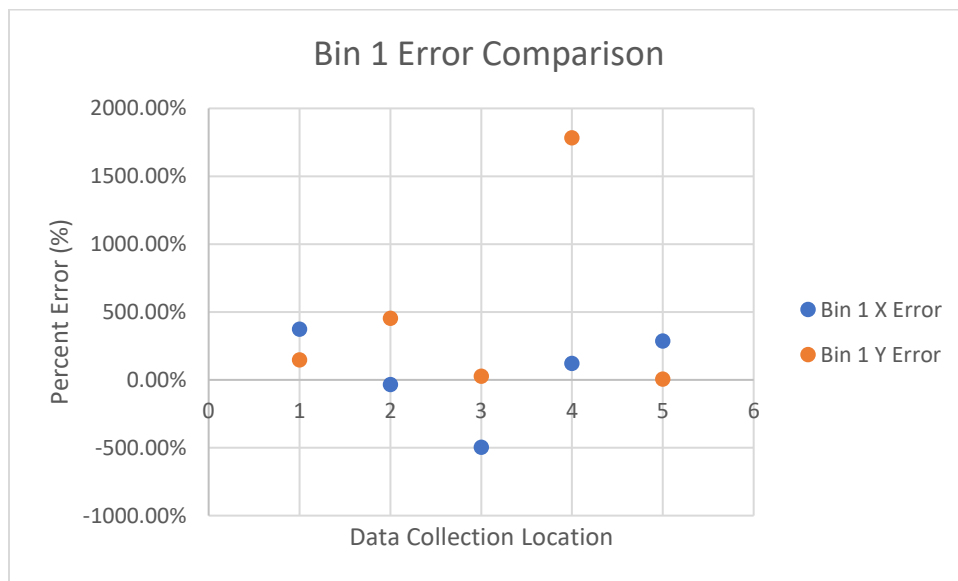 Bin 1 Error Comparison
2000.00%
1500.00%
1000.00%
500.00%
0.00%
-500.00%
-1000.00%
Percent Error (%)
0 1 2 3 4 5 6
Data Collection Location
Bin 1 X Error
Bin 1 Y Error